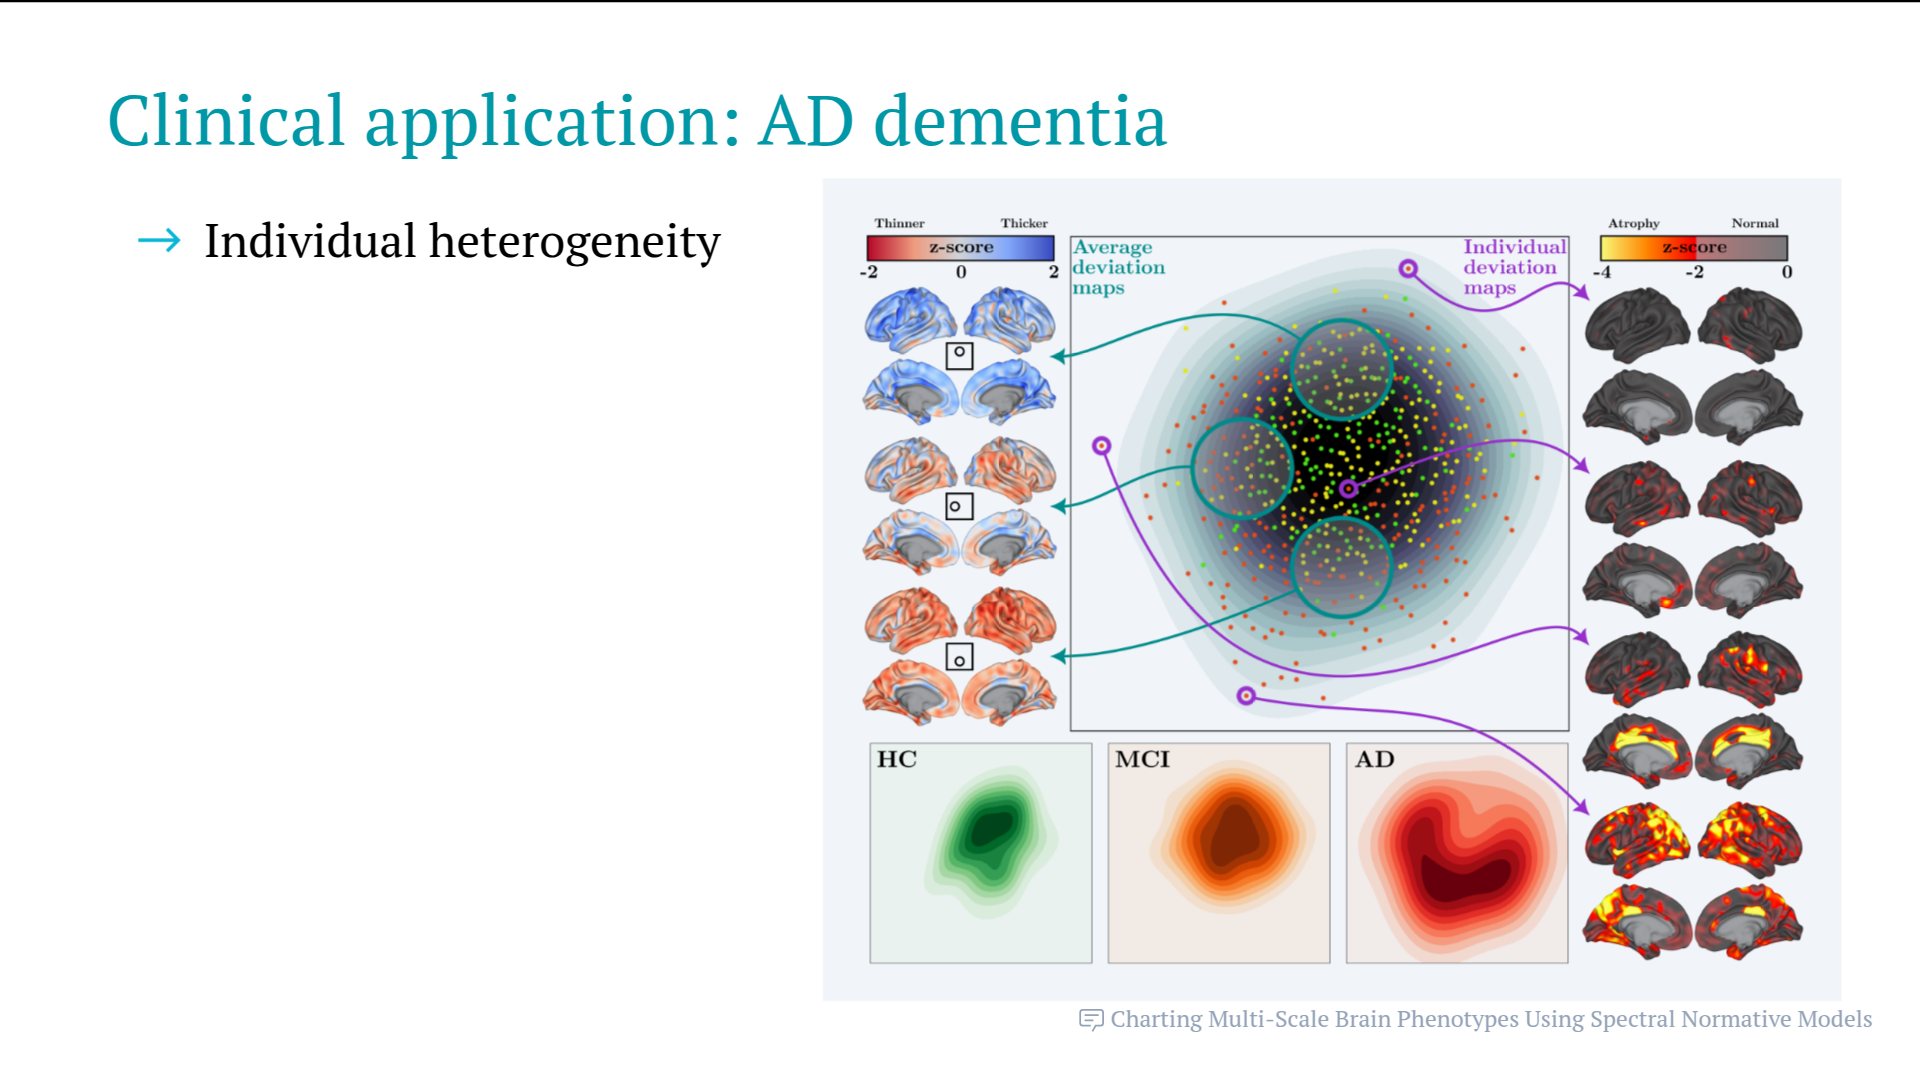 Clinical application: AD dementia
→ Individual heterogeneity
Thinner Thicker
z-score
-2 0 2
Average
deviation
maps
Individual
deviation
maps
Atrophy Normal
z-score
-4 -2 0
HC
MCI
AD
Charting Multi-Scale Brain Phenotypes Using Spectral Normative Models